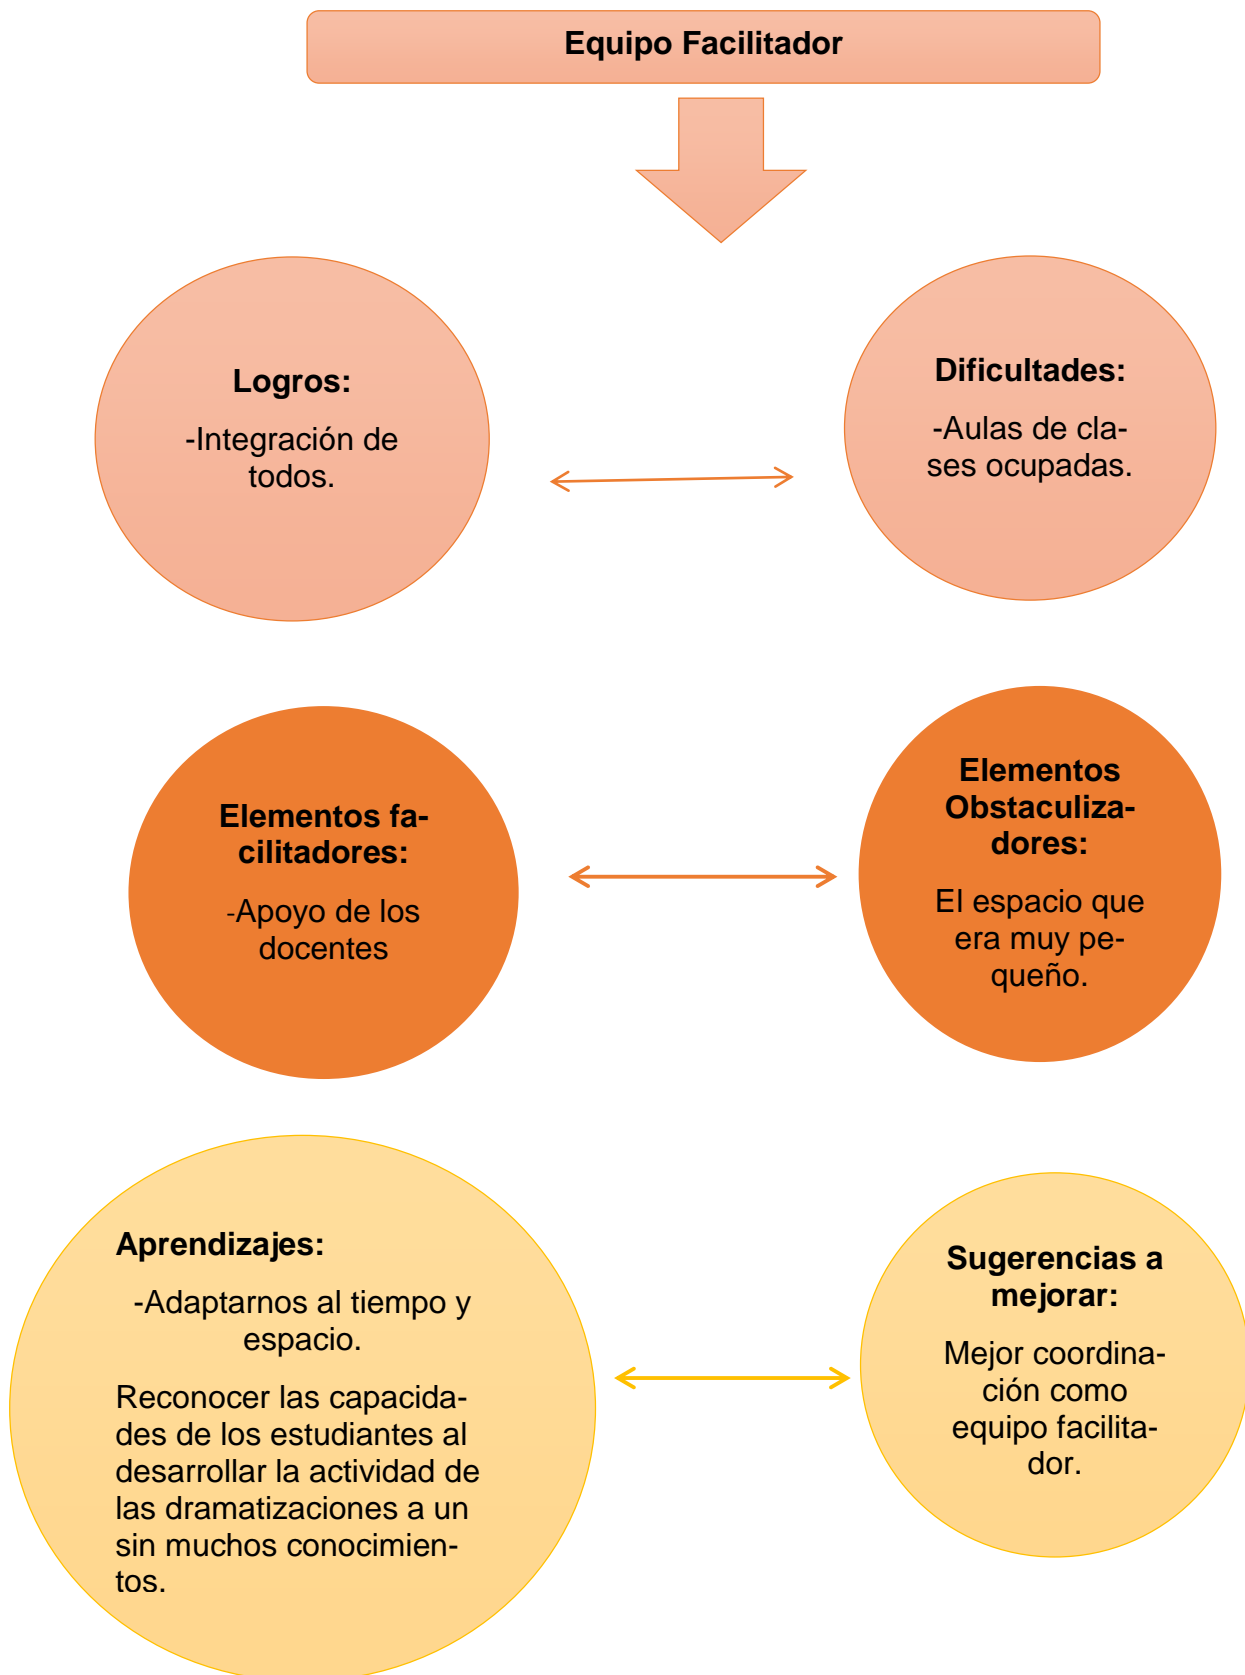 Equipo Facilitador
Logros:
-Integración de
todos.
Dificultades:
-Aulas de cla-
ses ocupadas.
Elementos fa-
cilitadores:
-Apoyo de los
docentes
Elementos
Obstaculiza-
dores:
El espacio que
era muy pe-
queño.
Aprendizajes:
-Adaptarnos al tiempo y
espacio.
Reconocer las capacida-
des de los estudiantes al
desarrollar la actividad de
las dramatizaciones a un
sin muchos conocimien-
tos.
Sugerencias a
mejorar:
Mejor coordina-
ción como
equipo facilita-
dor.